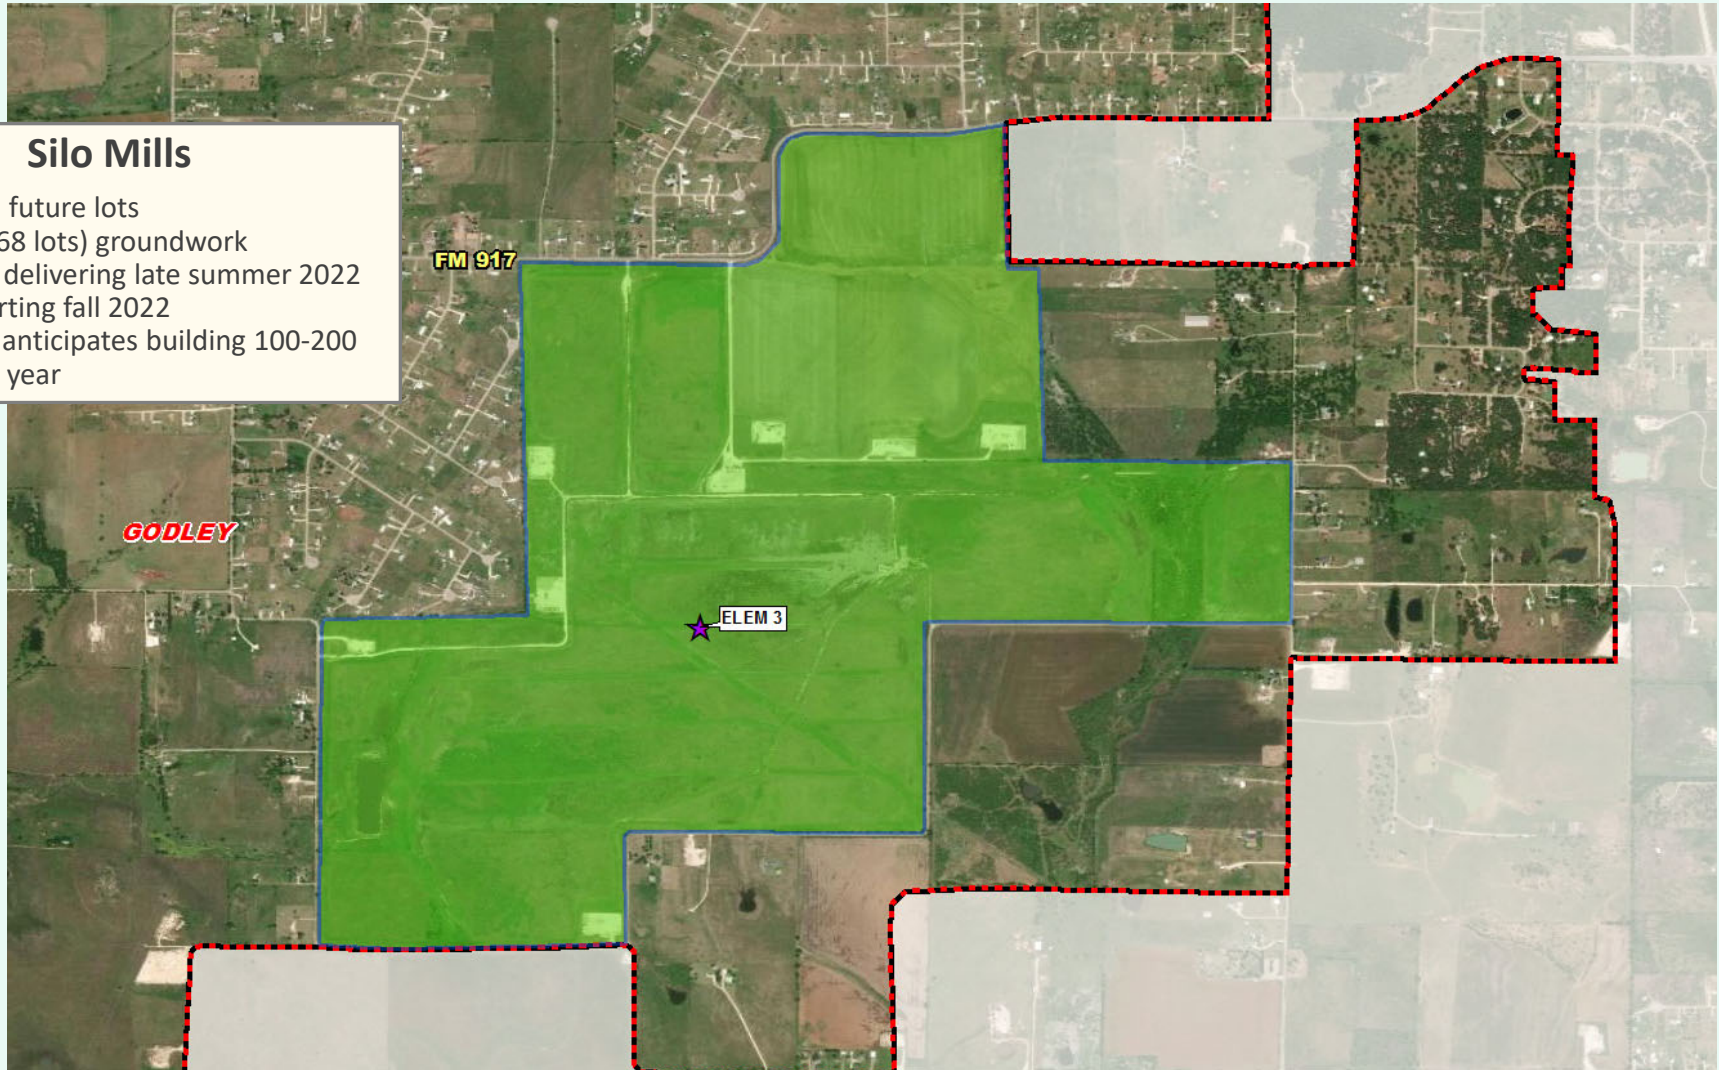 Silo Mills
future lots
68 lots) groundwork
delivering late summer 2022
rting fall 2022
anticipates building 100-200
year
FM 917
GODLEY
ELEM 3